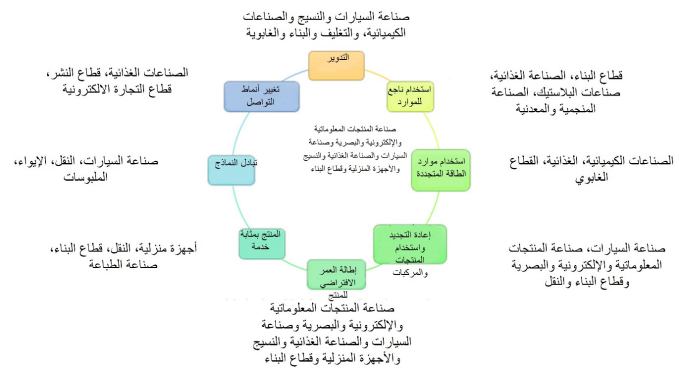 صناعة السيارات والنسيج والصناعات
الكيميائية، والتغليف والبناء والغابوية
التدوير
استخدام ناجع
للموارد
قطاع البناء، الصناعة الغذائية،
صناعات البلاستيك، الصناعة
المنجمية والمعدنية
استخدام موارد
الطاقة المتجددة
الصناعات الكيميائية، الغذائية، القطاع
الغابوي
إعادة التجديد
واستخدام
المنتجات
والمركبات
صناعة السيارات، صناعة المنتجات
المعلوماتية والإلكترونية والبصرية
وقطاع البناء والنقل
إطالة العمر
الافتراضي
للمنتج
صناعة المنتجات المعلوماتية
والإلكترونية والبصرية وصناعة
السيارات والصناعة الغذائية والنسيج
والأجهزة المنزلية وقطاع البناء
المنتج بمثابة
خدمة
أجهزة منزلية، النقل، قطاع البناء،
صناعة الطباعة
تبادل النماذج
صناعة السيارات، النقل، الإيواء،
الملبوسات
تغيير أنماط
التواصل
الصناعات الغذائية، قطاع النشر،
قطاع التجارة الالكترونية
صناعة المنتجات المعلوماتية
والإلكترونية والبصرية وصناعة
السيارات والصناعة الغذائية والنسيج
والأجهزة المنزلية وقطاع البناء